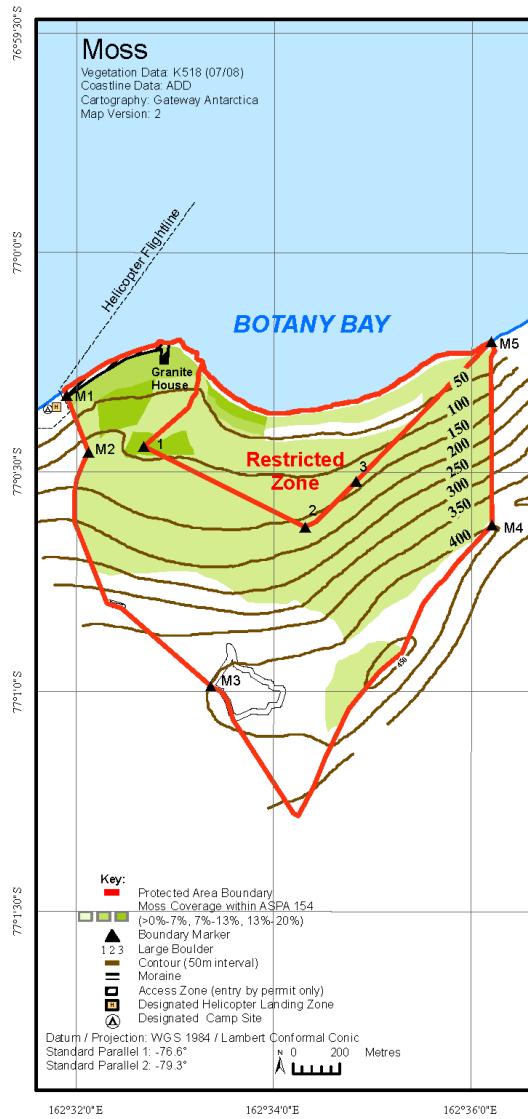 76°59'30"S
Moss
Vegetation Data: K518 (07/08)
Coastline Data: ADD
Cartography: Gateway Antarctica
Map Version: 2
Helicopter Flightline
77°0'0"S
BOTANY BAY
M5
Granite
House
50
M1
100
150
M2
1
Restricted
Zone
200
77°0'30"S
3
250
300
2
350
M4
400
450
M3
77°1'0"S
Key:
Protected Area Boundary
Moss Coverage within ASPA 154
(>0%-7%, 7%-13%, 13%-20%)
77°1'30"S
Boundary Marker
1 2 3 Large Boulder
Contour (50m interval)
Moraine
Access Zone (entry by permit only)
H Designated Helicopter Landing Zone
Designated Camp Site
Datum / Projection: WGS 1984 / Lambert Conformal Conic
Standard Parallel 1: -76.6°
Standard Parallel 2: -79.3°
N
0 200 Metres
162°32'0"E 162°34'0"E 162°36'0"E